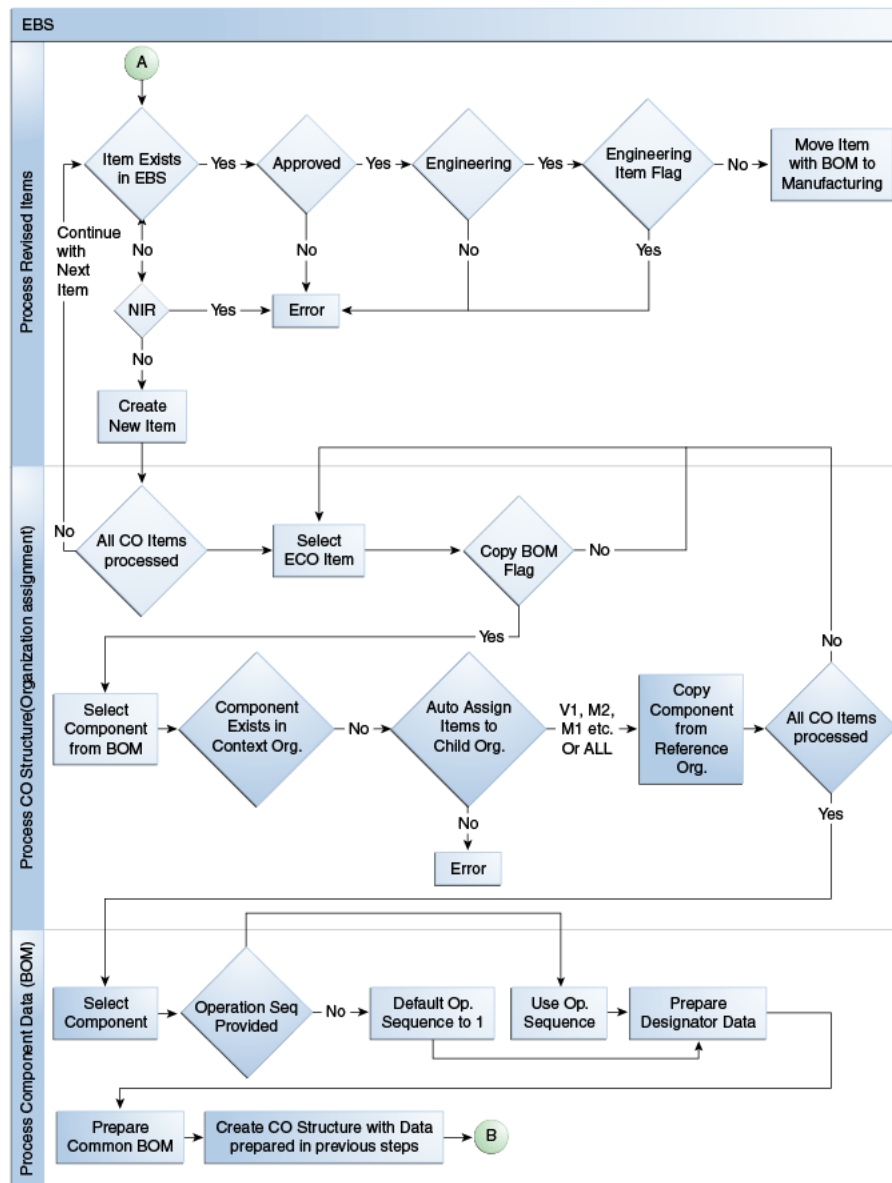 EBS
Process Revised Items
A
Item Exists
in EBS
Yes
Approved
Yes
Engineering
Yes
Engineering
Item Flag
No
Move Item
with BOM to
Manufacturing
Continue
with
Next
Item
No
No
No
Yes
NIR
Yes
Error
No
Create
New Item
Process CO Structure(Organization assignment)
No
All CO Items
processed
Select
ECO Item
Copy BOM
Flag
No
Yes
No
Select
Component
from BOM
Component
Exists in
Context Org.
No
Auto Assign
Items to
Child Org.
V1, M2,
M1 etc.
Or ALL
Copy
Component
from
Reference
Org.
All CO Items
processed
No
Error
Yes
Process Component Data (BOM)
Select
Component
Operation Seq
Provided
No
Default Op.
Sequence to 1
Use Op.
Sequence
Prepare
Designator Data
Prepare
Common BOM
Create CO Structure with Data
prepared in previous steps
B